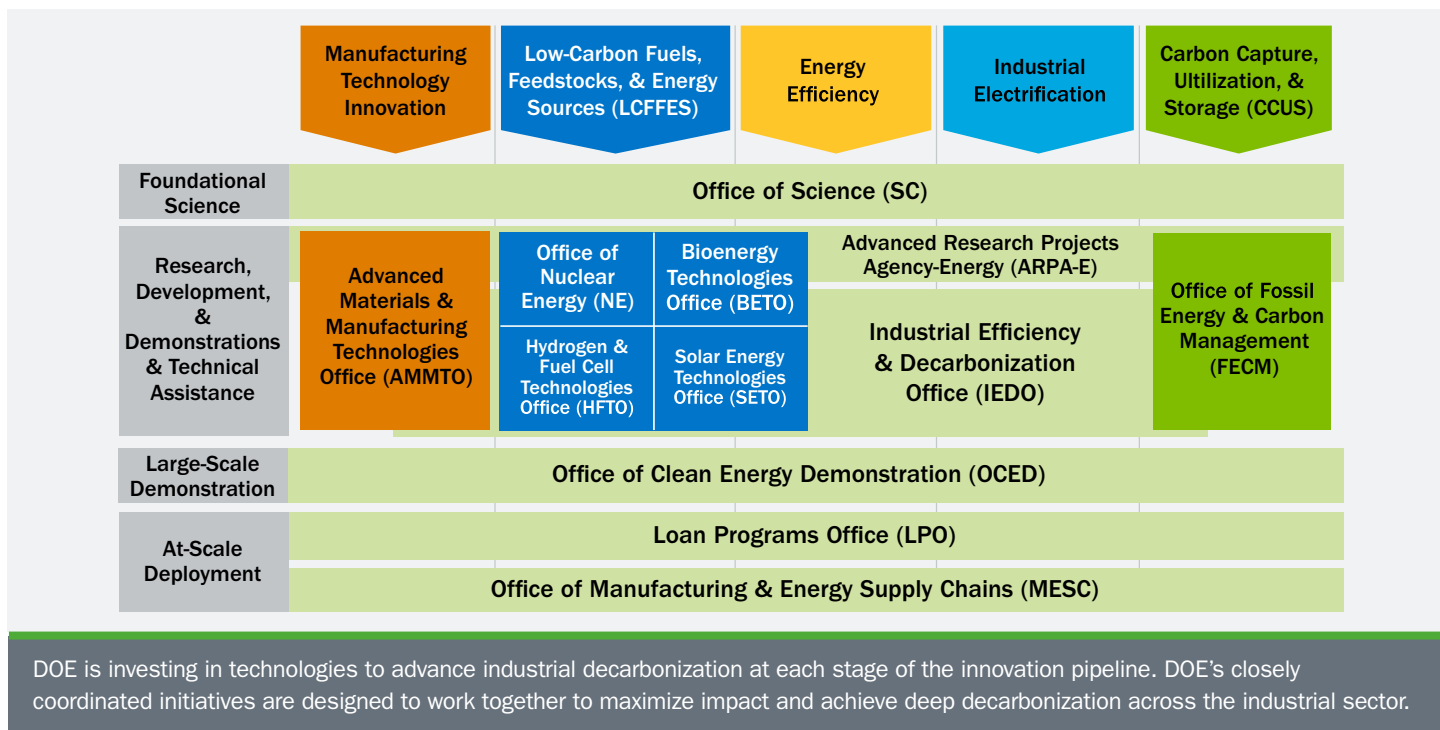 Manufacturing
Technology
Innovation
Low-Carbon Fuels,
Feedstocks, & Energy
Sources (LCFFES)
Energy
Efficiency
Industrial
Electrification
Carbon Capture,
Ultilization, &
Storage (CCUS)
Foundational
Science
Office of Science (SC)
Research,
Development,
&
Demonstrations
& Technical
Assistance
Advanced
Materials &
Manufacturing
Technologies
Office (AMMTO)
Office of
Nuclear
Energy (NE)
Bioenergy
Technologies
Office (BETO)
Hydrogen &
Fuel Cell
Technologies
Office (HFTO)
Solar Energy
Technologies
Office (SETO)
Advanced Research Projects
Agency-Energy (ARPA-E)
Industrial Efficiency
& Decarbonization
Office (IEDO)
Office of Fossil
Energy & Carbon
Management
(FECM)
Large-Scale
Demonstration
Office of Clean Energy Demonstration (OCED)
At-Scale
Deployment
Loan Programs Office (LPO)
Office of Manufacturing & Energy Supply Chains (MESC)
DOE is investing in technologies to advance industrial decarbonization at each stage of the innovation pipeline. DOE's closely
coordinated initiatives are designed to work together to maximize impact and achieve deep decarbonization across the industrial sector.